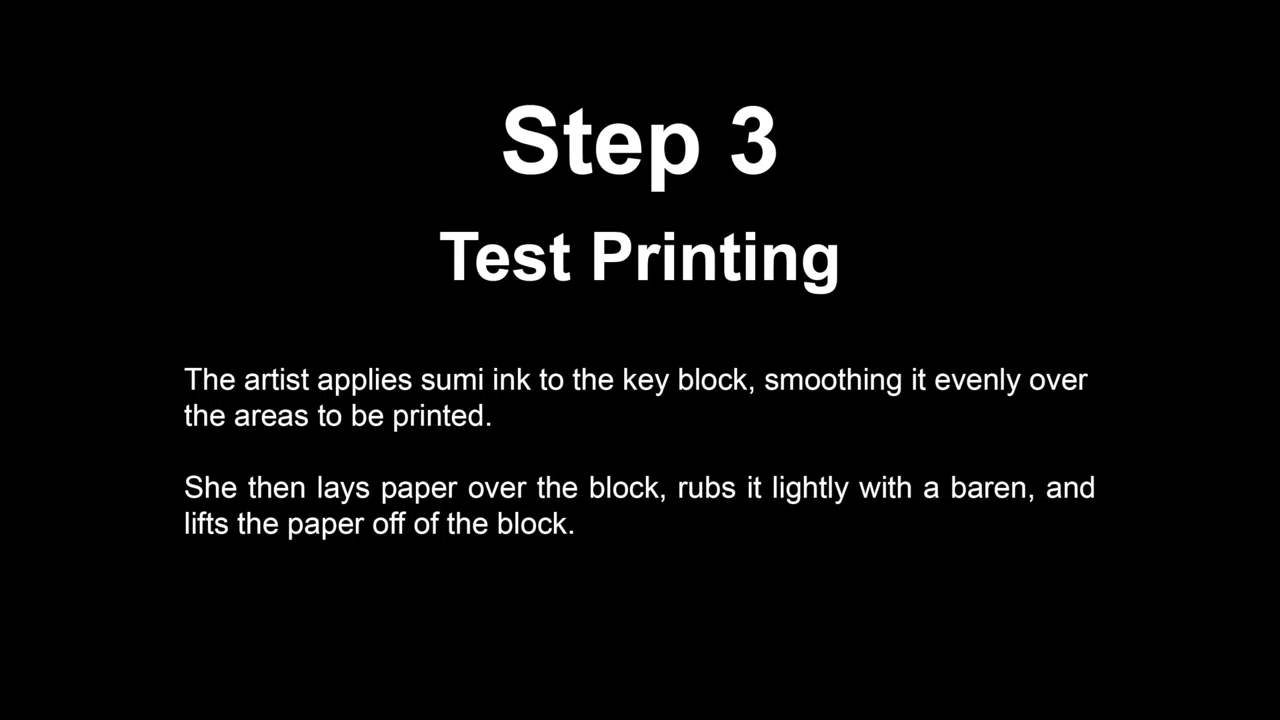 Step 3
Test Printing
The artist applies sumi ink to the key block, smoothing it evenly over
the areas to be printed.
She then lays paper over the block, rubs it lightly with a baren, and
lifts the paper off of the block.